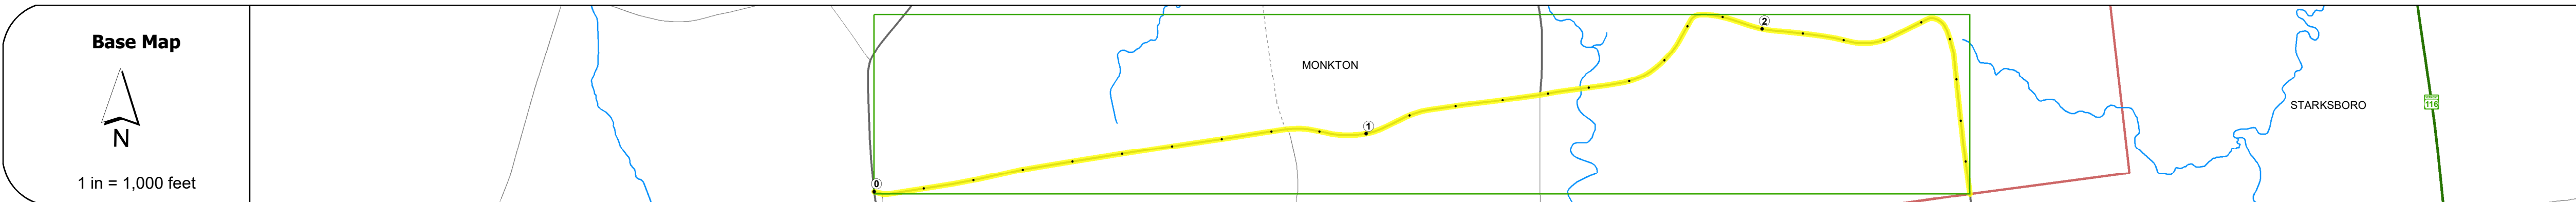 Base Map
N
1 in = 1,000 feet
0
MONKTON
1
2
STARKSBORO
116